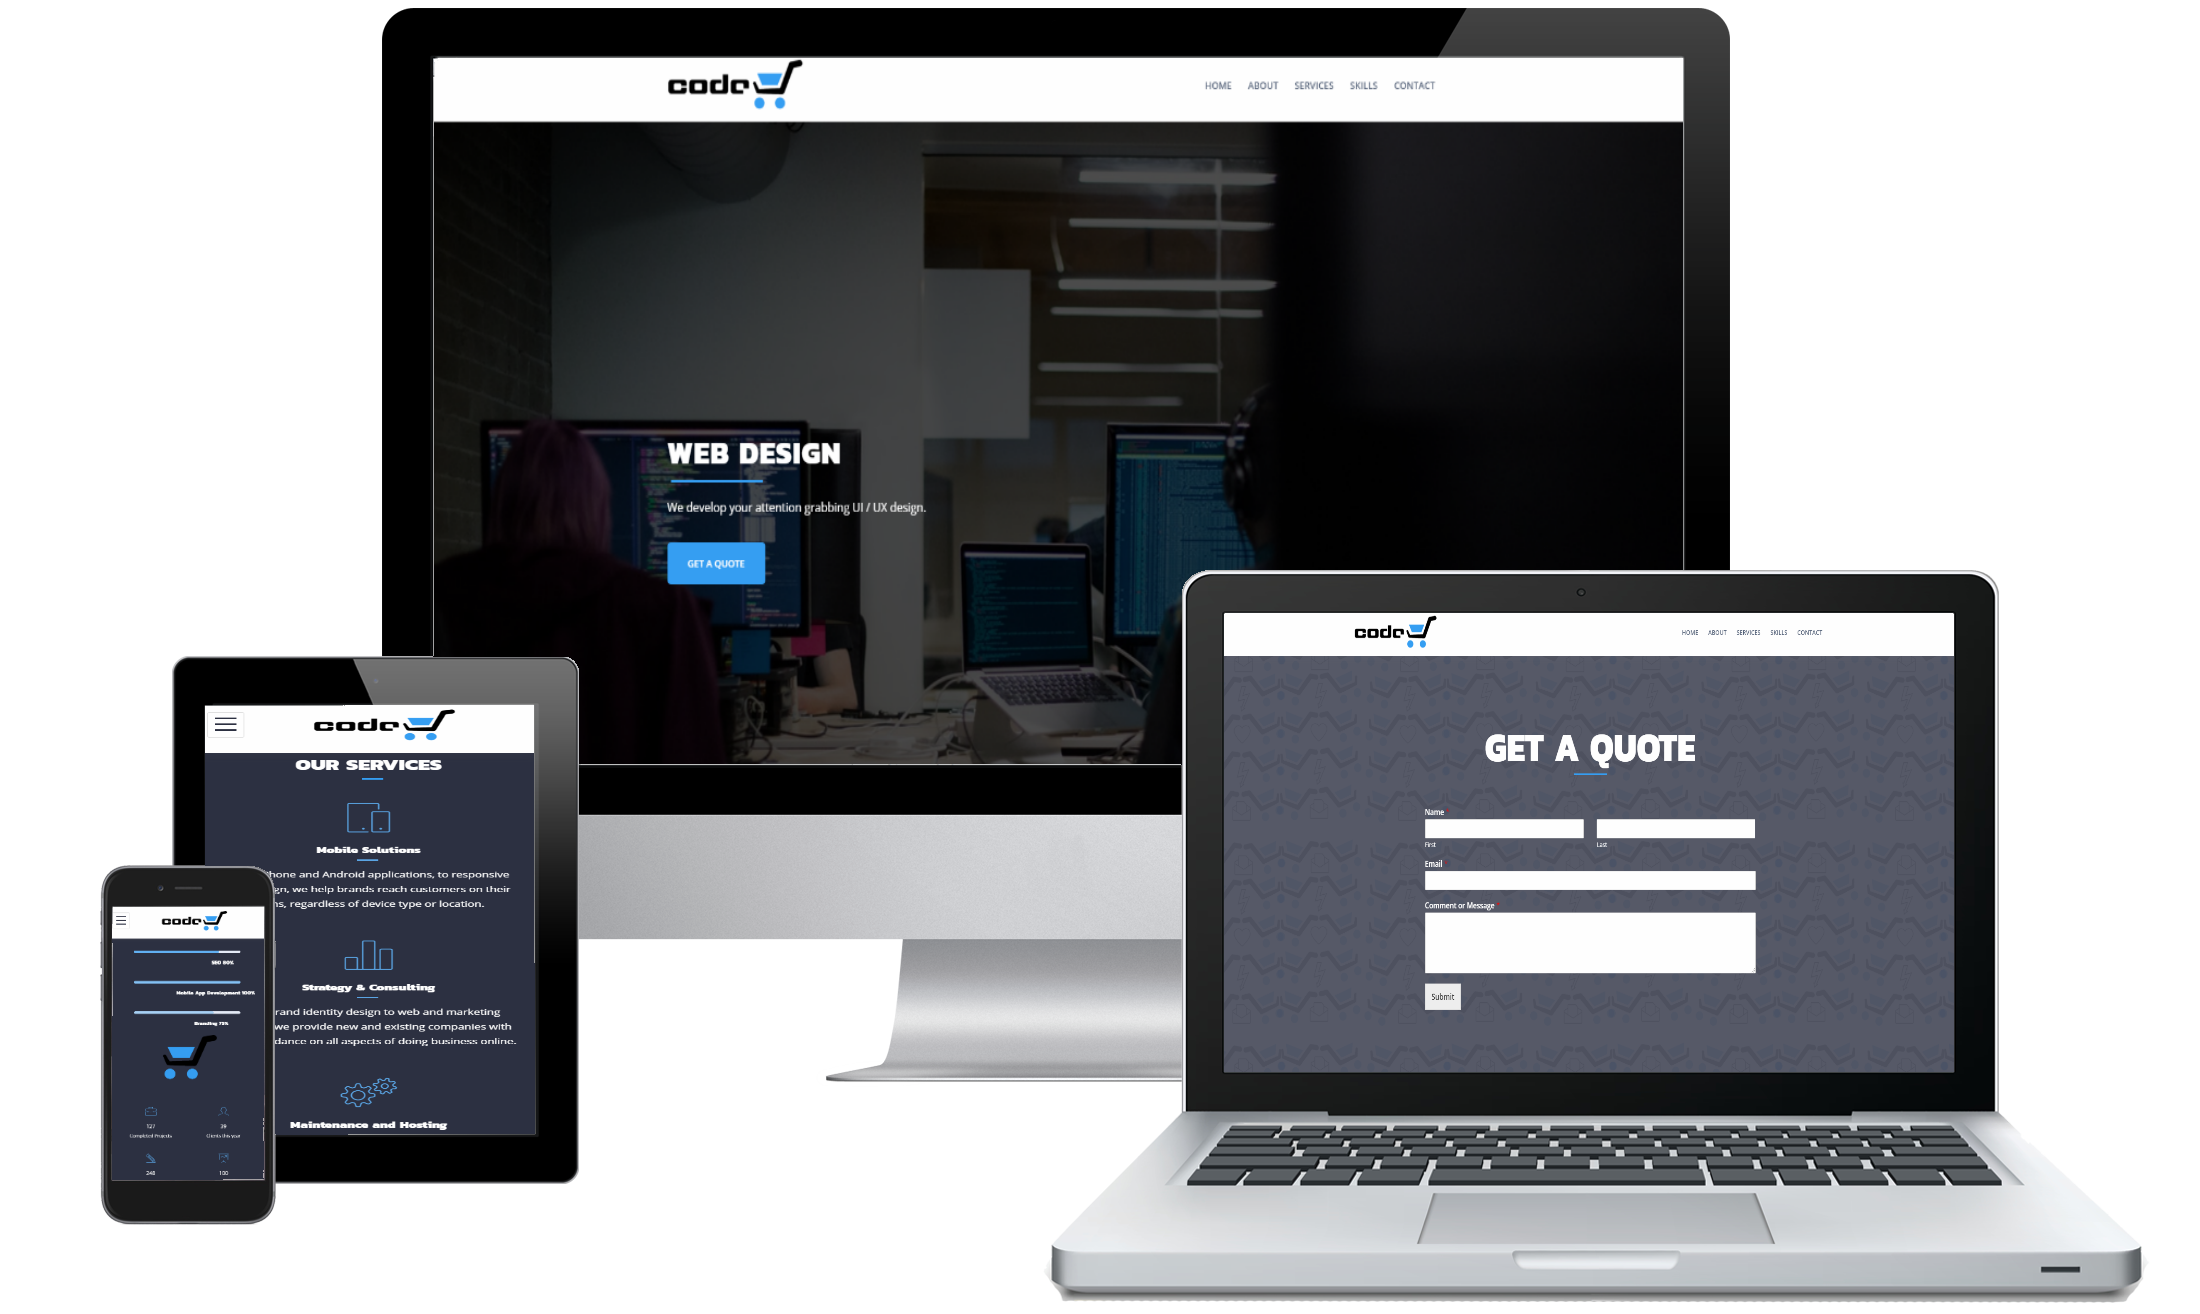 code
HOME ABOUT SERVICES SKILLS CONTACT
WEB DESIGN
We develop your attention grabbing UI / UX design.
GET A QUOTE
code
HOME ABOUT SERVICES SKILLS CONTACT
GET A QUOTE
Name
First Last
Email
Comment or Message *
Submit
code
OUR SERVICES
Mobile Solutions
hone and Android applications, to responsive
gn, we help brands reach customers on their
ns, regardless of device type or location.
Strategy & Consulting
rand identity design to web and marketing
we provide new and existing companies with
dance on all aspects of doing business online.
Maintenance and Hosting
code
SEO 80%
Mobile App Development 100%
Branding 75%
127 39
Completed Projects Clients this year
248 100